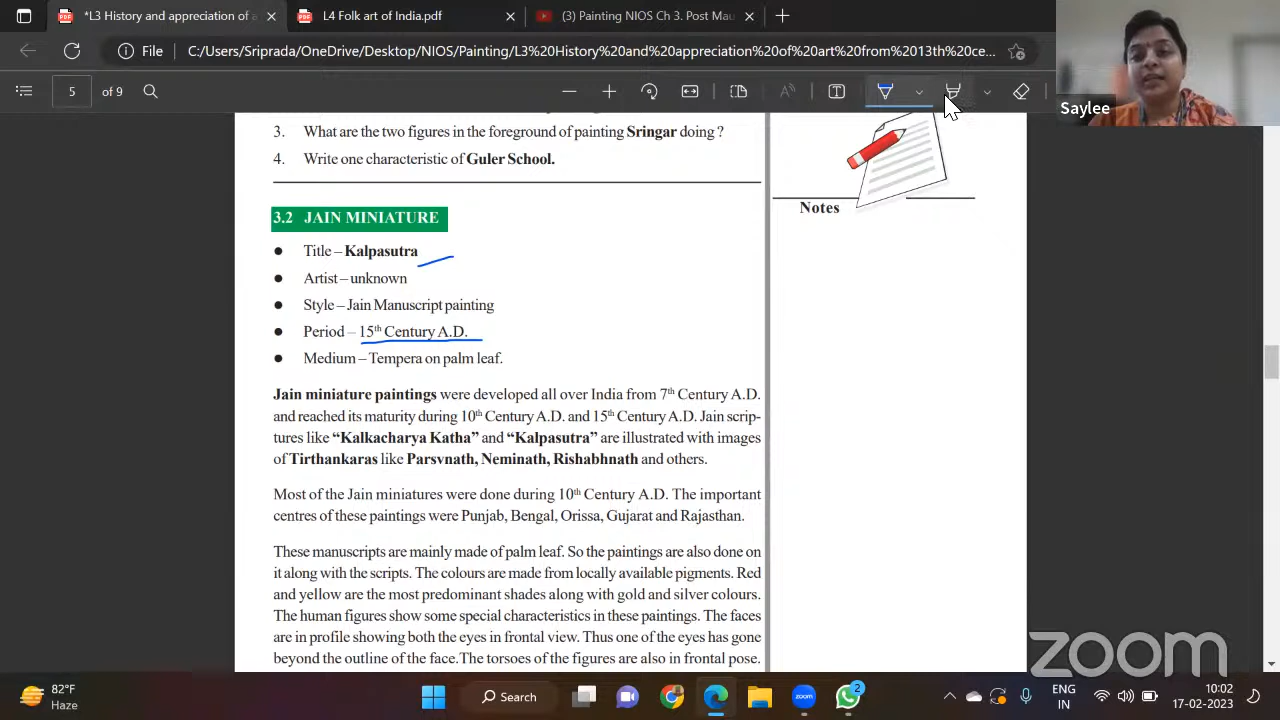 *L3 History and appreciation of a
L4 Folk art of India.pdf
(3) Painting NIOS Ch 3. Post Mau
File
C:/Users/Sriprada/OneDrive/Desktop/NIOS/Painting/L3%20History%20and%20appreciation%20of%20art%20from%2013th%20ce...
5 of 9
Saylee
3. What are the two figures in the foreground of painting Sringar doing ?
4. Write one characteristic of Guler School.
Notes
3.2 JAIN MINIATURE
● Title – Kalpasutra
● Artist – unknown
● Style – Jain Manuscript painting
● Period – 15th Century A.D.
● Medium – Tempera on palm leaf.
Jain miniature paintings were developed all over India from 7th Century A.D.
and reached its maturity during 10th Century A.D. and 15th Century A.D. Jain scrip-
tures like “Kalkacharya Katha” and “Kalpasutra” are illustrated with images
of Tirthankaras like Parsvnath, Neminath, Rishabhnath and others.
Most of the Jain miniatures were done during 10th Century A.D. The important
centres of these paintings were Punjab, Bengal, Orissa, Gujarat and Rajasthan.
These manuscripts are mainly made of palm leaf. So the paintings are also done on
it along with the scripts. The colours are made from locally available pigments. Red
and yellow are the most predominant shades along with gold and silver colours.
The human figures show some special characteristics in these paintings. The faces
are in profile showing both the eyes in frontal view. Thus one of the eyes has gone
beyond the outline of the face.The torsoes of the figures are also in frontal pose.
zoom
82°F
Haze
Search
zoom
2
ENG
IN
10:02
17-02-2023